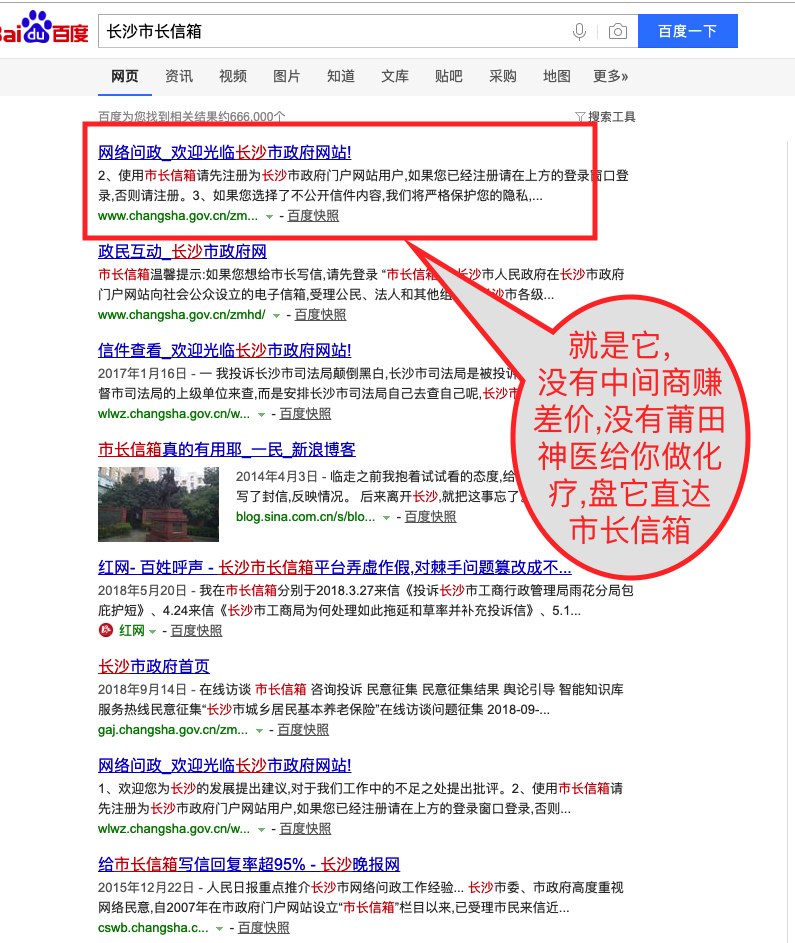 Bai du 百度
长沙市长信箱
百度一下
网页 资讯 视频 图片 知道 文库 贴吧 采购 地图 更多»
百度为您找到相关结果约666,000个
搜索工具
网络问政_欢迎光临长沙市政府网站!
2、使用市长信箱请先注册为长沙市政府门户网站用户,如果您已经注册请在上方的登录窗口登
录,否则请注册。3、如果您选择了不公开信件内容,我们将严格保护您的隐私,...
www.changsha.gov.cn/zm... - 百度快照
政民互动_长沙市政府网
市长信箱温馨提示:如果您想给市长写信,请先登录 “市长信箱 长沙市人民政府在长沙市政府
门户网站向社会公众设立的电子信箱,受理公民、法人和其他组 沙市各级...
www.changsha.gov.cn/zmhd/ - 百度快照
信件查看_欢迎光临长沙市政府网站!
2017年1月16日 - 一 我投诉长沙市司法局颠倒黑白,长沙市司法局是被投诉
督市司法局的上级单位来查,而是安排长沙市司法局自己去查自己呢,长沙市
wlwz.changsha.gov.cn/w... - 百度快照
市长信箱真的有用耶_一民_新浪博客
2014年4月3日 - 临走之前我抱着试试看的态度,给
写了封信,反映情况。 后来离开长沙,就把这事忘了
blog.sina.com.cn/s/blo... - 百度快照
就是它,
没有中间商赚
差价,没有莆田
神医给你做化
疗,盘它直达
市长信箱
红网- 百姓呼声 - 长沙市长信箱平台弄虚作假,对棘手问题篡改成不...
2018年5月20日 - 我在市长信箱分别于2018.3.27来信《投诉长沙市工商行政管理局雨花分局包
庇护短》、4.24来信《长沙市工商局为何处理如此拖延和草率并补充投诉信》、5.1...
红网 - 百度快照
长沙市政府首页
2018年9月14日 - 在线访谈 市长信箱 咨询投诉 民意征集 民意征集结果 舆论引导 智能知识库
服务热线民意征集“长沙市城乡居民基本养老保险”在线访谈问题征集 2018-09-...
gaj.changsha.gov.cn/zm... - 百度快照
网络问政_欢迎光临长沙市政府网站!
1、欢迎您为长沙的发展提出建议,对于我们工作中的不足之处提出批评。2、使用市长信箱请
先注册为长沙市政府门户网站用户,如果您已经注册请在上方的登录窗口登录,否则...
wlwz.changsha.gov.cn/w... - 百度快照
给市长信箱写信回复率超95% - 长沙晚报网
2015年12月22日 - 人民日报重点推介长沙市网络问政工作经验... 长沙市委、市政府高度重视
网络民意,自2007年在市政府门户网站设立“市长信箱”栏目以来,已受理市民来信近...
cswb.changsha.c... - 百度快照